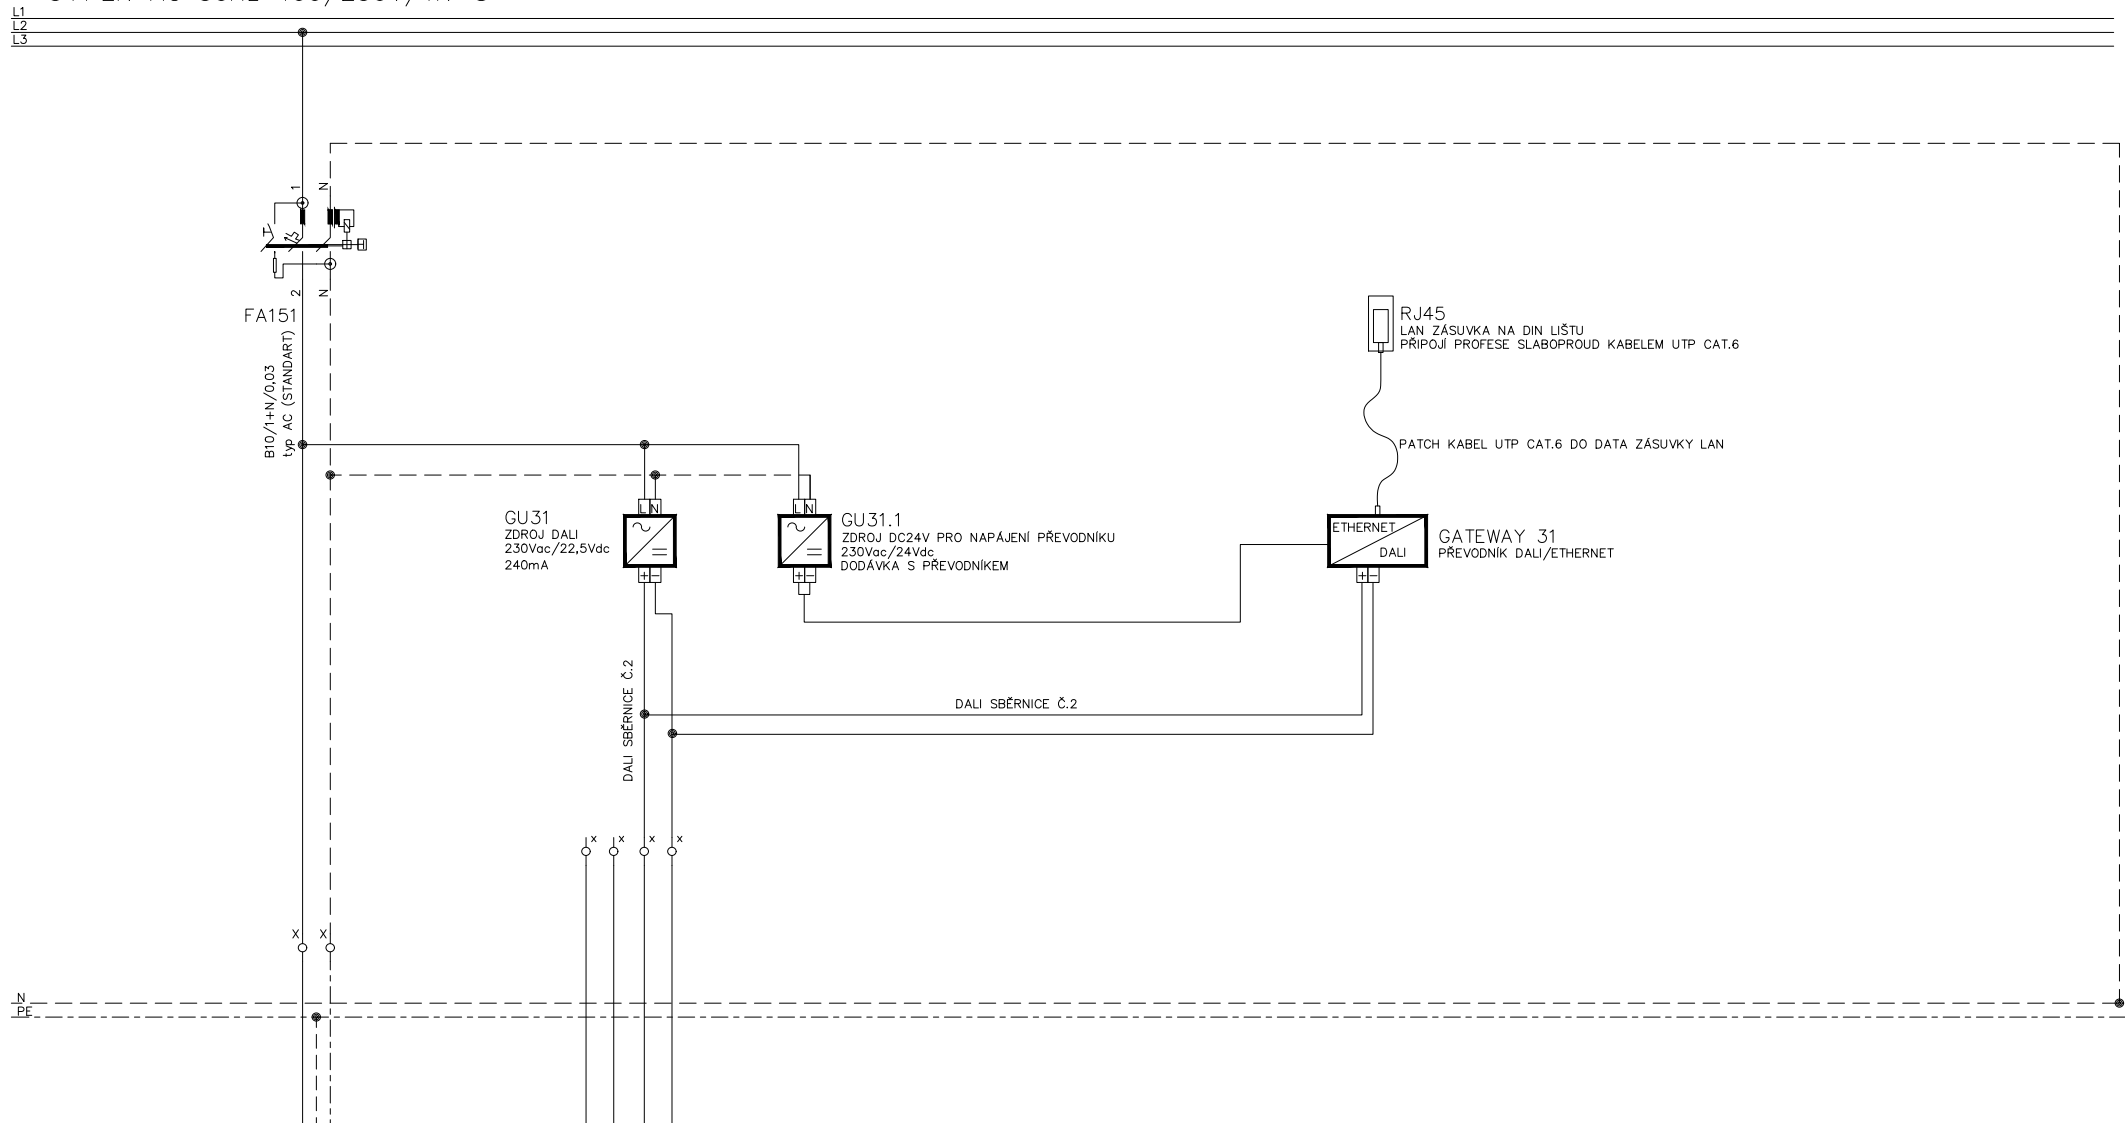 L1
L2
L3
1
N
2
N
FA151
B10/1+N/0,03
typ AC (STANDART)
RJ45
LAN ZÁSUVKA NA DIN LIŠTU
PŘIPOJÍ PROFESE SLABOPROUD KABELEM UTP CAT.6
PATCH KABEL UTP CAT.6 DO DATA ZÁSUVKY LAN
L N
GU31
ZDROJ DALI
230Vac/22,5Vdc
240mA
+ −
L N
GU31.1
ZDROJ DC24V PRO NAPÁJENÍ PŘEVODNÍKU
230Vac/24Vdc
DODÁVKA S PŘEVODNÍKEM
+ −
ETHERNET
DALI
GATEWAY 31
PŘEVODNÍK DALI/ETHERNET
+ −
DALI SBĚRNICE Č.2
DALI SBĚRNICE Č.2
x x x x
X X
N
PE